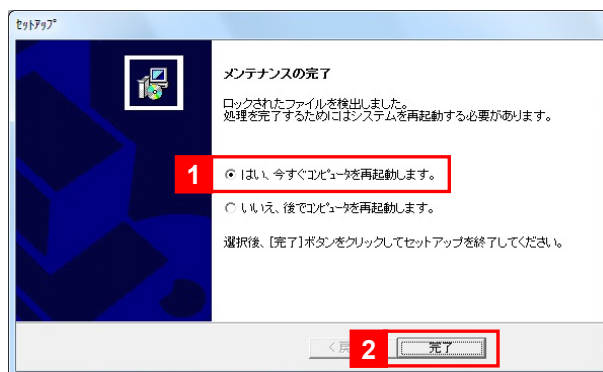 ｾｯﾄｱｯﾌﾟ
メンテナンスの完了
ロックされたファイルを検出しました。
処理を完了するためにはシステムを再起動する必要があります。
1
はい、今すぐｺﾝﾋﾟｭｰﾀを再起動します。
いいえ、後でｺﾝﾋﾟｭｰﾀを再起動します。
選択後、[完了]ボタンをクリックしてセットアップを終了してください。
< 戻
2
完了